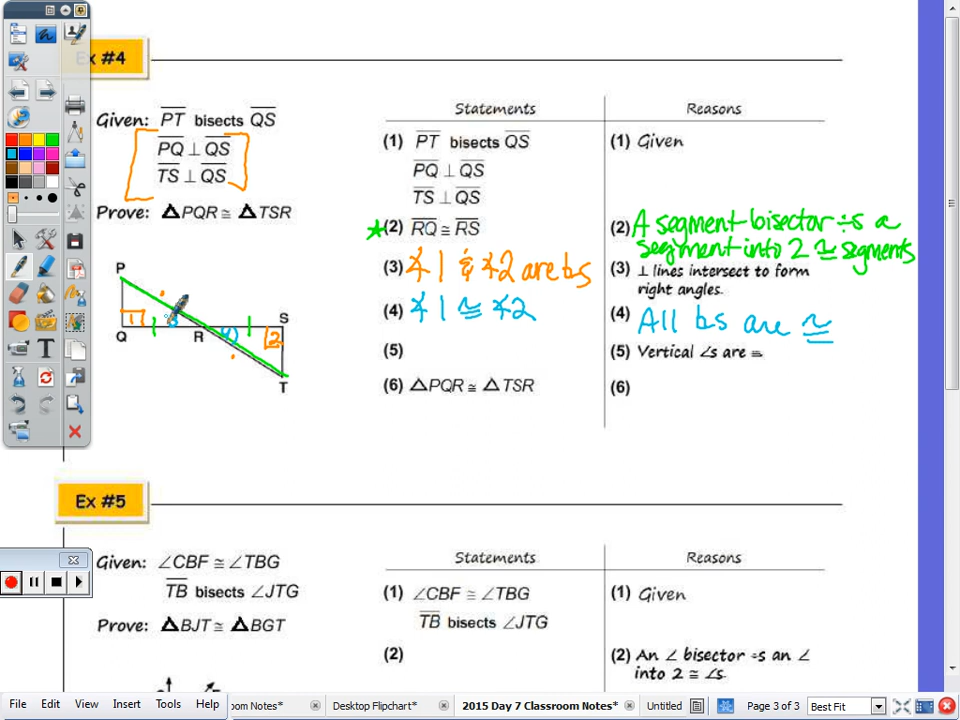 Ex #4
Given: PT bisects QS
PQ ⊥ QS
TS ⊥ QS
Prove: △PQR ≅ △TSR
P
1
3
S
Q
R
4
2
T
Statements
Reasons
(1) PT bisects QS
PQ ⊥ QS
TS ⊥ QS
(1) Given
*(2) RQ ≅ RS
(2) A segment bisector ÷s a
segment into 2 ≅ segments
(3) ∡1 & ∡2 are ∟s
(3) ⊥ lines intersect to form
right angles.
(4) ∡1 ≅ ∡2
(4) All ∟s are ≅
(5)
(5) Vertical ∠s are ≅
(6) △PQR ≅ △TSR
(6)
Ex #5
Given: ∠CBF ≅ ∠TBG
TB bisects ∠JTG
Prove: △BJT ≅ △BGT
Statements
Reasons
(1) ∠CBF ≅ ∠TBG
TB bisects ∠JTG
(1) Given
(2)
(2) An ∠ bisector ÷s an ∠
into 2 ≅ ∠s.
File Edit View Insert Tools Help
oom Notes* Desktop Flipchart* 2015 Day 7 Classroom Notes* Untitled Page 3 of 3 Best Fit